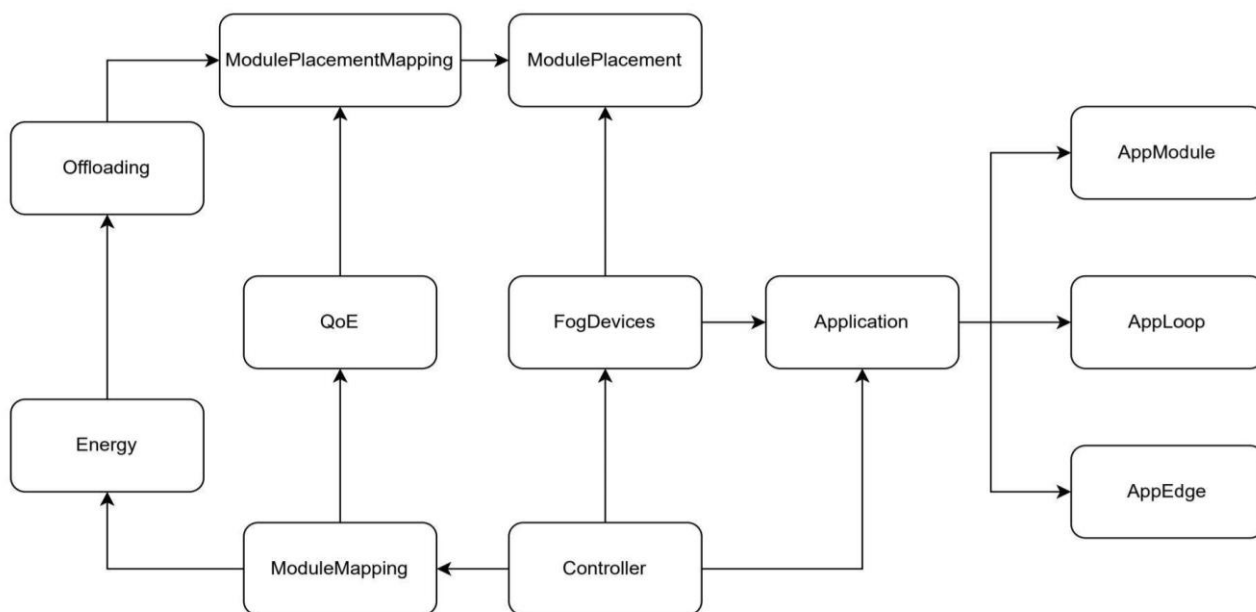 ModulePlacementMapping
ModulePlacement
Offloading
AppModule
QoE
FogDevices
Application
AppLoop
Energy
AppEdge
ModuleMapping
Controller